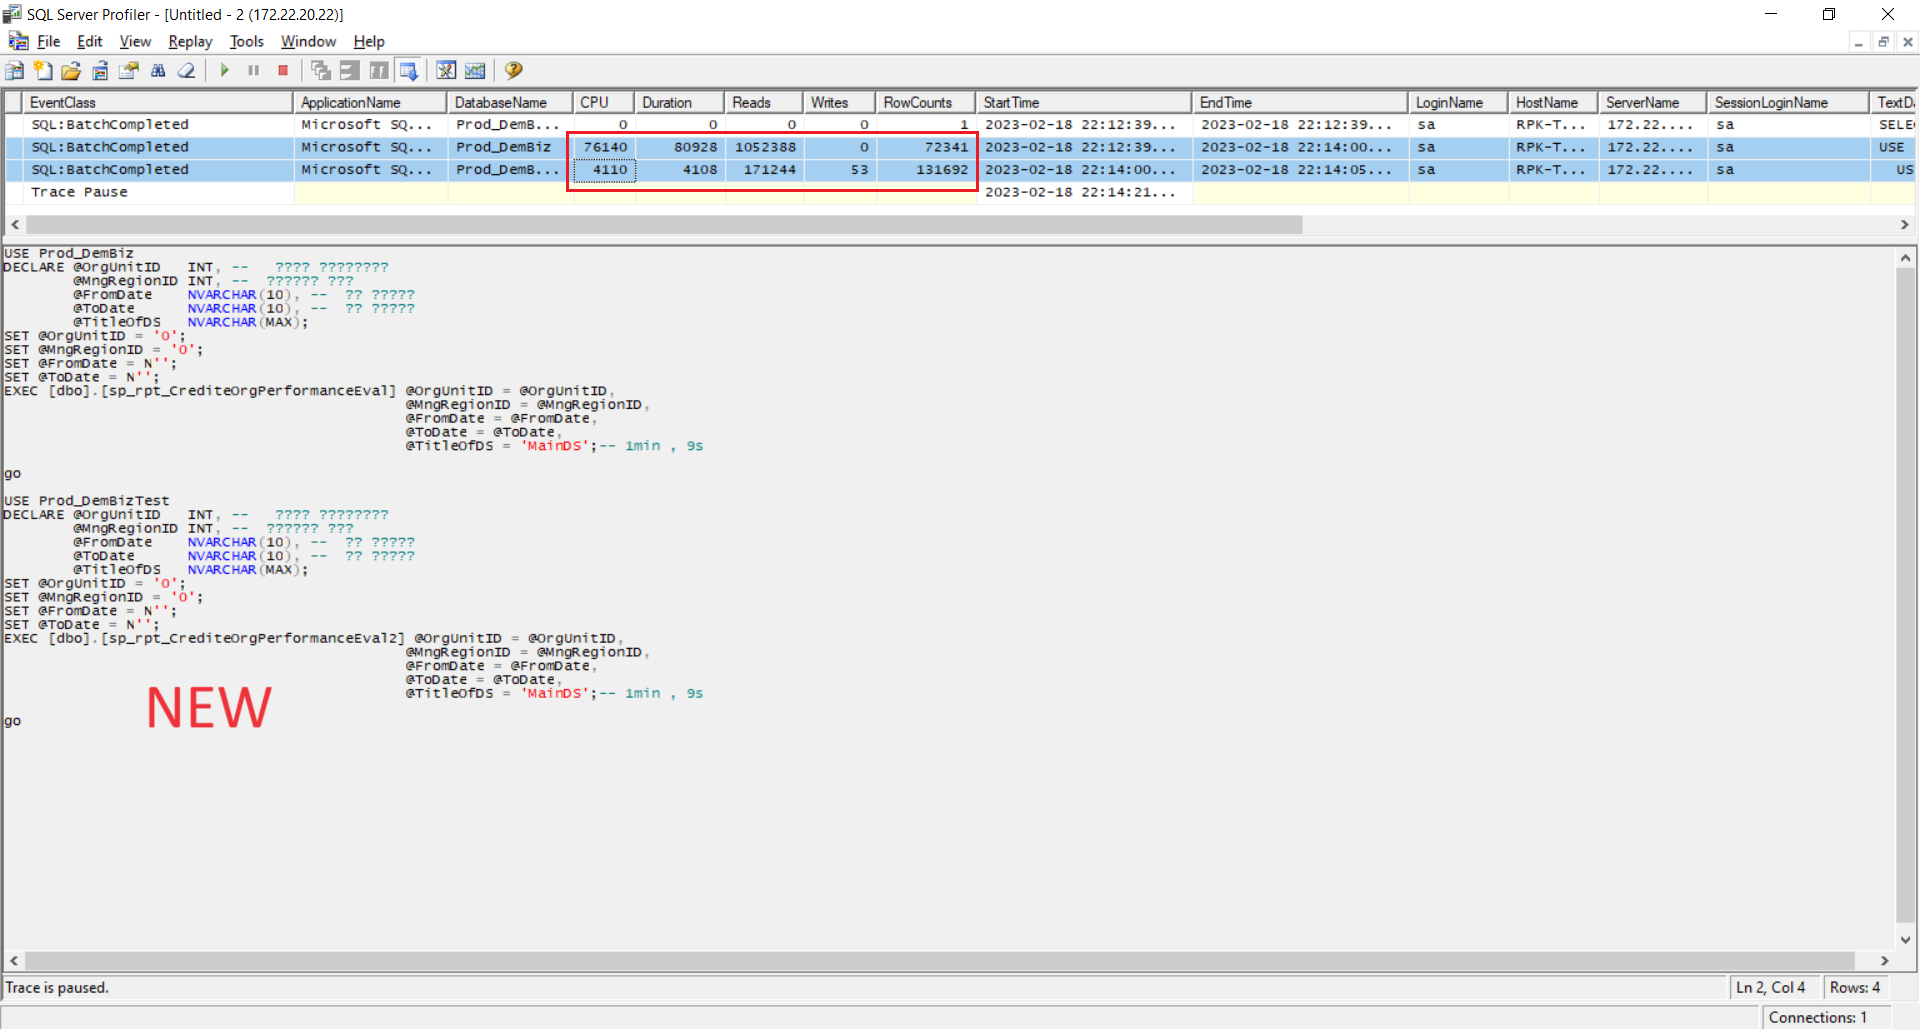 SQL Server Profiler - [Untitled - 2 (172.22.20.22)]
File Edit View Replay Tools Window Help
EventClass ApplicationName DatabaseName CPU Duration Reads Writes RowCounts StartTime EndTime LoginName HostName ServerName SessionLoginName TextDa
SQL:BatchCompleted Microsoft SQ... Prod_DemB... 0 0 0 0 1 2023-02-18 22:12:39... 2023-02-18 22:12:39... sa RPK-T... 172.22.... sa SELE
SQL:BatchCompleted Microsoft SQ... Prod_DemBiz 76140 80928 1052388 0 72341 2023-02-18 22:12:39... 2023-02-18 22:14:00... sa RPK-T... 172.22.... sa USE
SQL:BatchCompleted Microsoft SQ... Prod_DemB... 4110 4108 171244 53 131692 2023-02-18 22:14:00... 2023-02-18 22:14:05... sa RPK-T... 172.22.... sa US
Trace Pause 2023-02-18 22:14:21...
USE Prod_DemBiz
DECLARE @OrgUnitID INT, -- ???? ????????
@MngRegionID INT, -- ?????? ???
@FromDate NVARCHAR(10), -- ?? ?????
@ToDate NVARCHAR(10), -- ?? ?????
@TitleOfDS NVARCHAR(MAX);
SET @OrgUnitID = '0';
SET @MngRegionID = '0';
SET @FromDate = N'';
SET @ToDate = N'';
EXEC [dbo].[sp_rpt_CrediteOrgPerformanceEval] @OrgUnitID = @OrgUnitID,
@MngRegionID = @MngRegionID,
@FromDate = @FromDate,
@ToDate = @ToDate,
@TitleOfDS = 'MainDS';-- 1min , 9s
go
USE Prod_DemBizTest
DECLARE @OrgUnitID INT, -- ???? ????????
@MngRegionID INT, -- ?????? ???
@FromDate NVARCHAR(10), -- ?? ?????
@ToDate NVARCHAR(10), -- ?? ?????
@TitleOfDS NVARCHAR(MAX);
SET @OrgUnitID = '0';
SET @MngRegionID = '0';
SET @FromDate = N'';
SET @ToDate = N'';
EXEC [dbo].[sp_rpt_CrediteOrgPerformanceEval2] @OrgUnitID = @OrgUnitID,
@MngRegionID = @MngRegionID,
@FromDate = @FromDate,
@ToDate = @ToDate,
@TitleOfDS = 'MainDS';-- 1min , 9s
NEW
go
Trace is paused.
Ln 2, Col 4 Rows: 4
Connections: 1